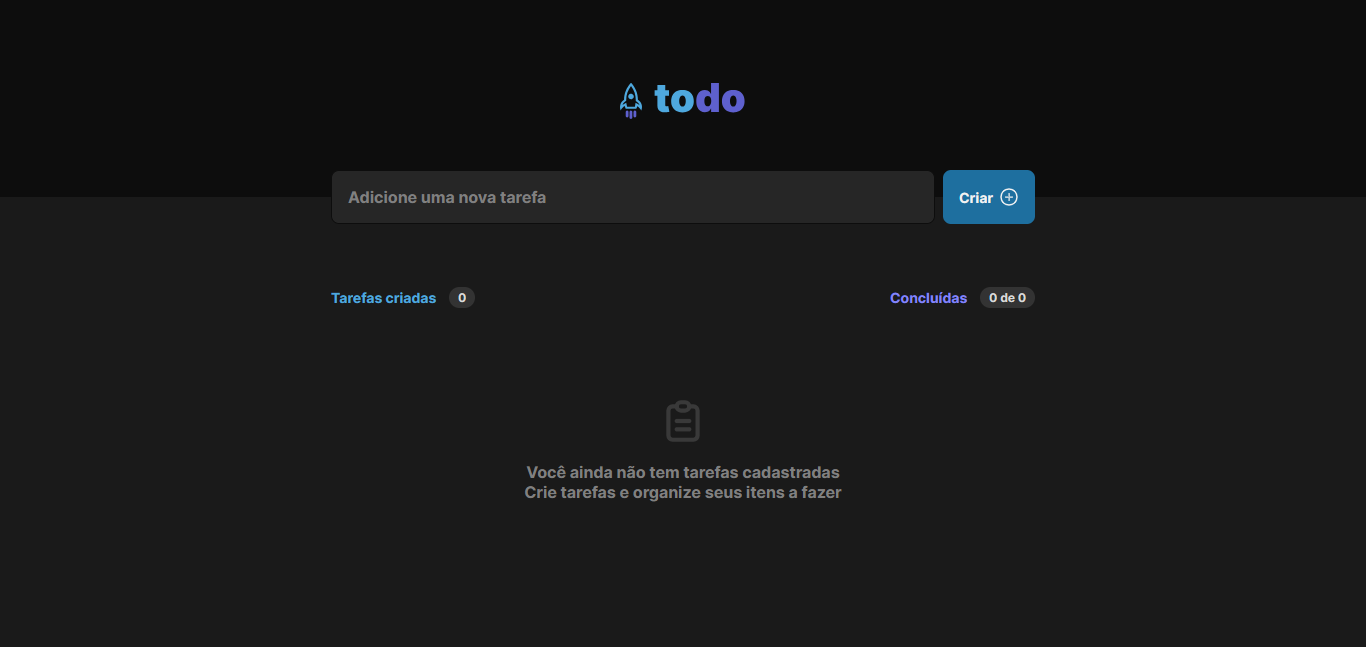 todo
Adicione uma nova tarefa
Criar
Tarefas criadas 0
Concluídas 0 de 0
Você ainda não tem tarefas cadastradas
Crie tarefas e organize seus itens a fazer